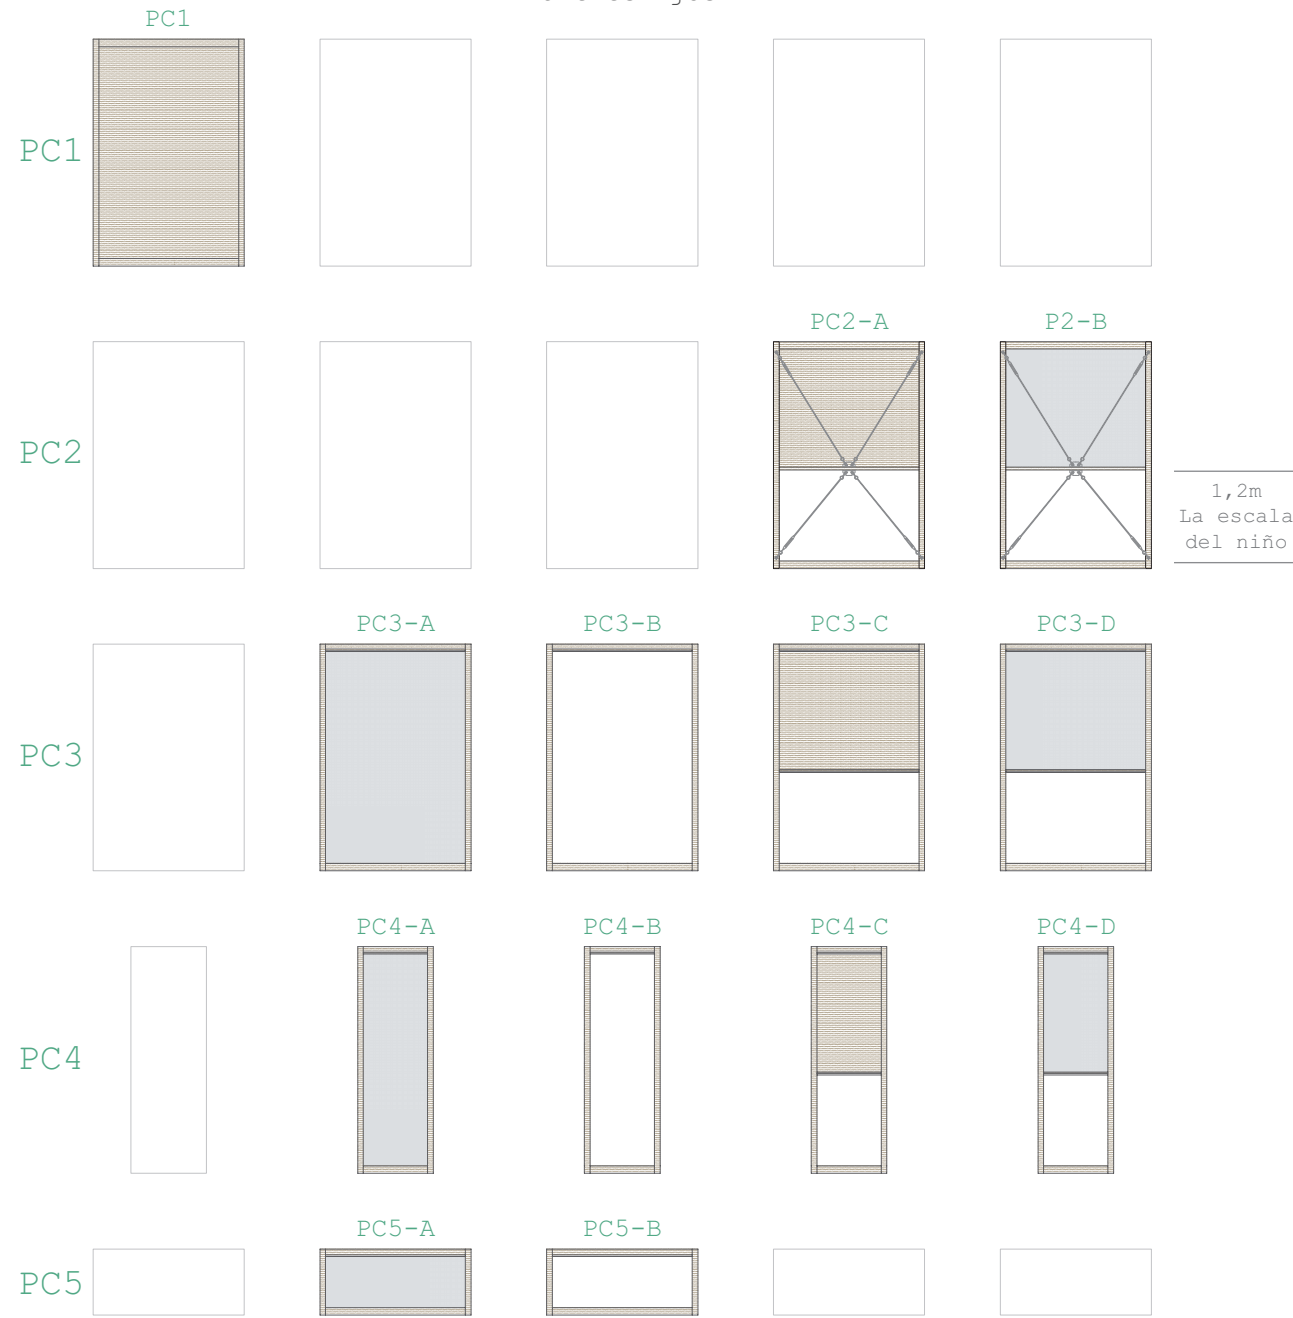 PC1
PC1
PC2-A P2-B
PC2
1,2m
La escala
del niño
PC3-A PC3-B PC3-C PC3-D
PC3
PC4-A PC4-B PC4-C PC4-D
PC4
PC5-A PC5-B
PC5